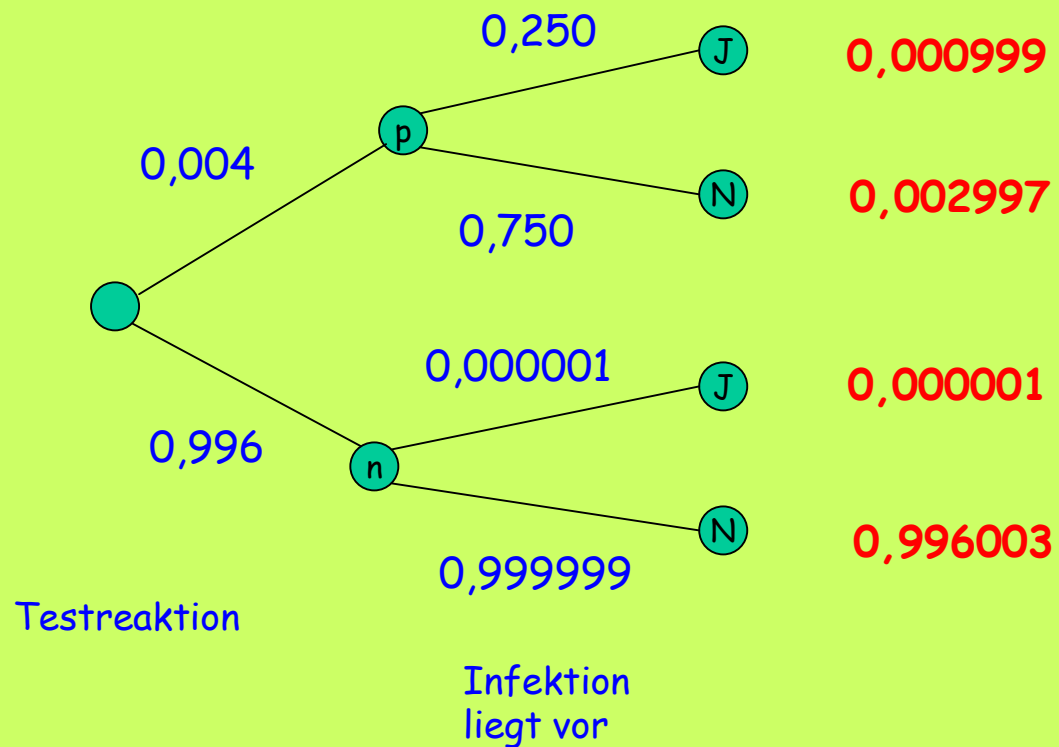 0,250
J
0,000999
p
0,004
N
0,002997
0,750
0,000001
J
0,000001
0,996
n
N
0,996003
0,999999
Testreaktion
Infektion
liegt vor